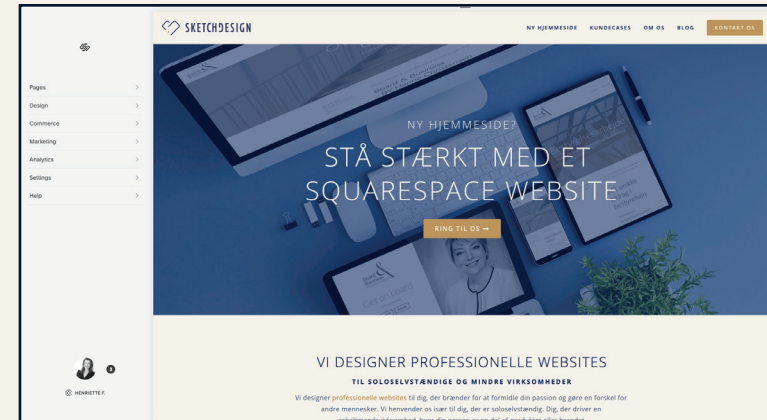 SKETCHDESIGN
NY HJEMMESIDE KUNDECASES OM OS BLOG KONTAKT OS
Pages
Design
Commerce
Marketing
Analytics
Settings
Help
HENRIETTE F.
NY HJEMMESIDE?
STÅ STÆRKT MED ET
SQUARESPACE WEBSITE
RING TIL OS →
VI DESIGNER PROFESSIONELLE WEBSITES
TIL SOLOSELVSTÆNDIGE OG MINDRE VIRKSOMHEDER
Vi designer professionelle websites til dig, der brænder for at formidle din passion og gøre en forskel for
andre mennesker. Vi henvender os især til dig, der er soloselvstændig. Dig, der driver en